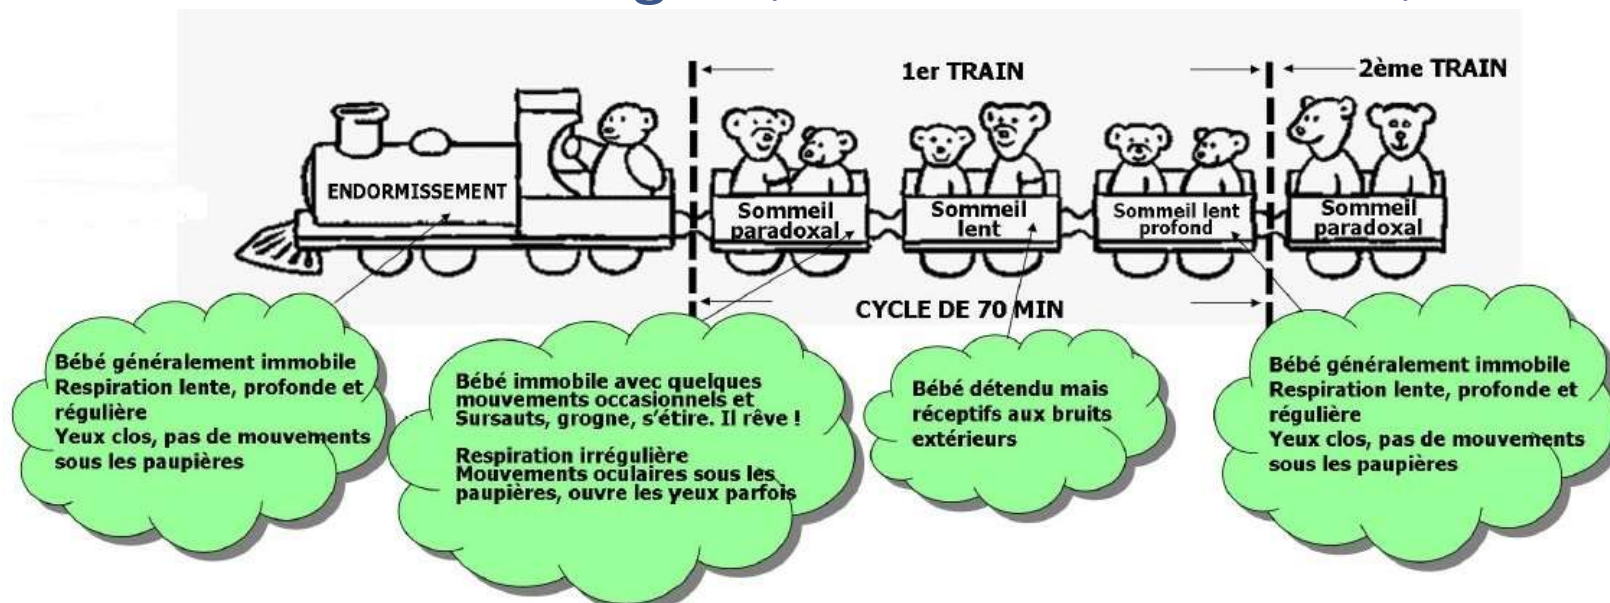 1er TRAIN
2ème TRAIN
ENDORMISSEMENT
Sommeil
paradoxal
Sommeil
lent
Sommeil lent
profond
Sommeil
paradoxal
CYCLE DE 70 MIN
Bébé généralement immobile
Respiration lente, profonde et
régulière
Yeux clos, pas de mouvements
sous les paupières
Bébé immobile avec quelques
mouvements occasionnels et
Sursauts, grogne, s'étire. Il rêve !
Respiration irrégulière
Mouvements oculaires sous les
paupières, ouvre les yeux parfois
Bébé détendu mais
réceptifs aux bruits
extérieurs
Bébé généralement immobile
Respiration lente, profonde et
régulière
Yeux clos, pas de mouvements
sous les paupières